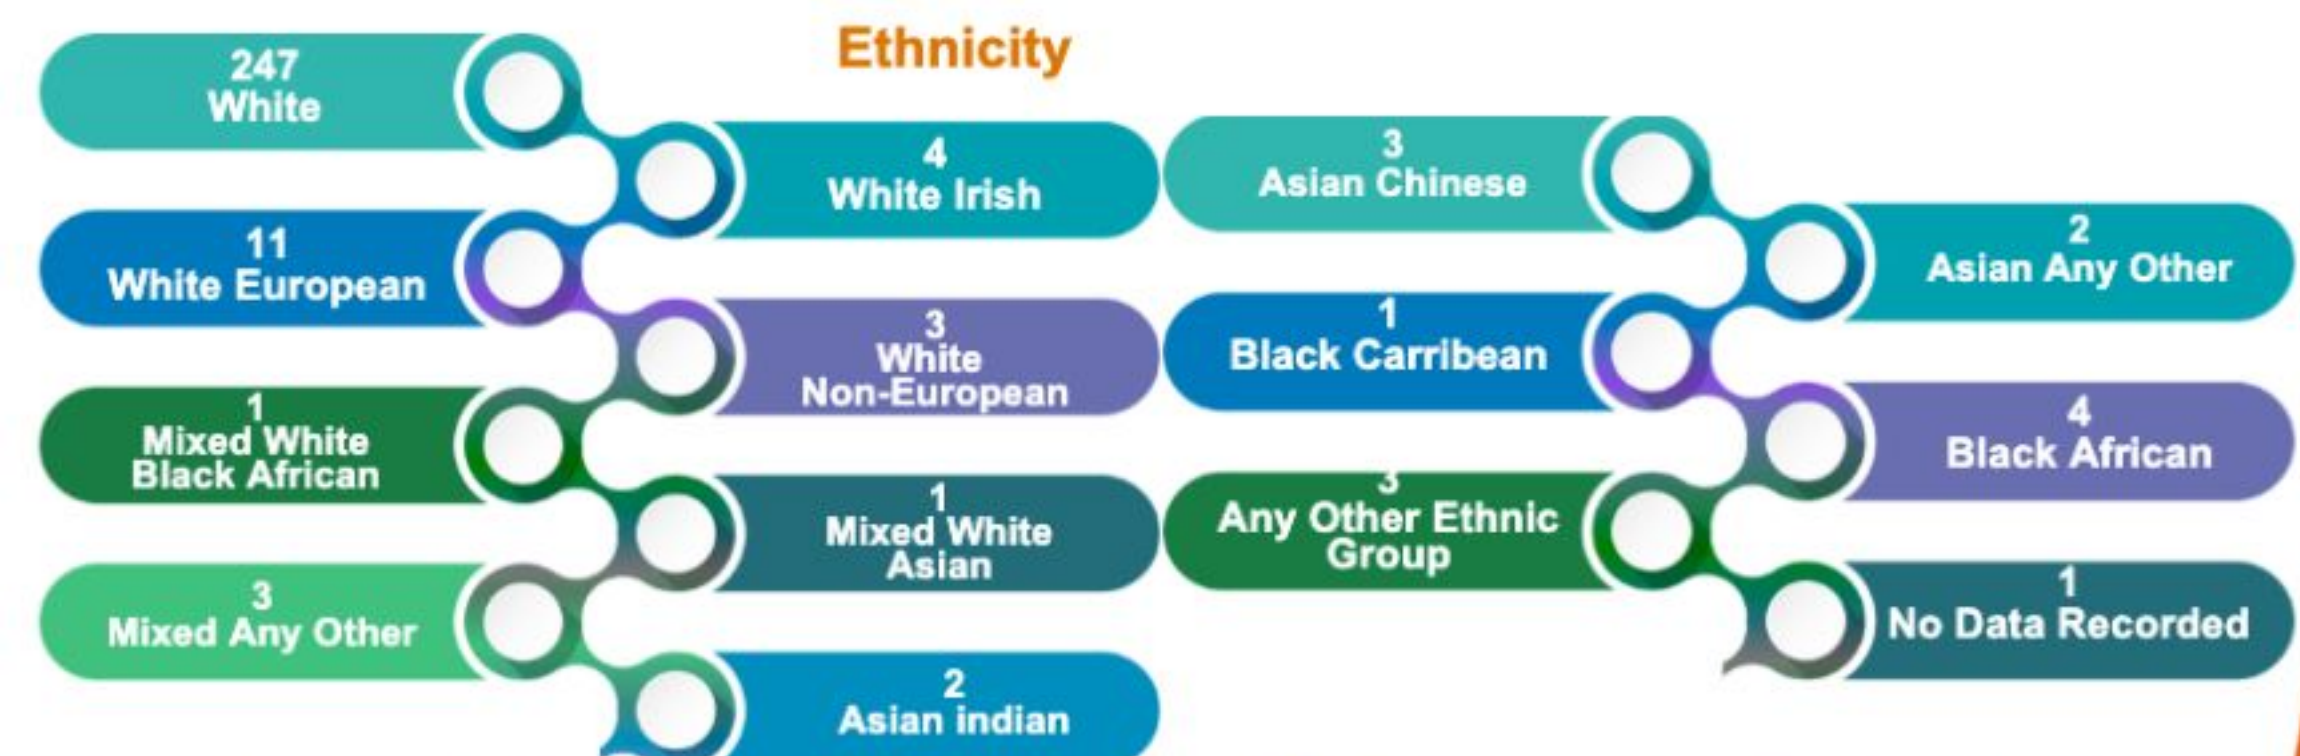 Ethnicity
247
White
4
White Irish
11
White European
3
White
Non-European
1
Mixed White
Black African
1
Mixed White
Asian
3
Mixed Any Other
2
Asian indian
3
Asian Chinese
2
Asian Any Other
1
Black Carribean
4
Black African
3
Any Other Ethnic
Group
1
No Data Recorded